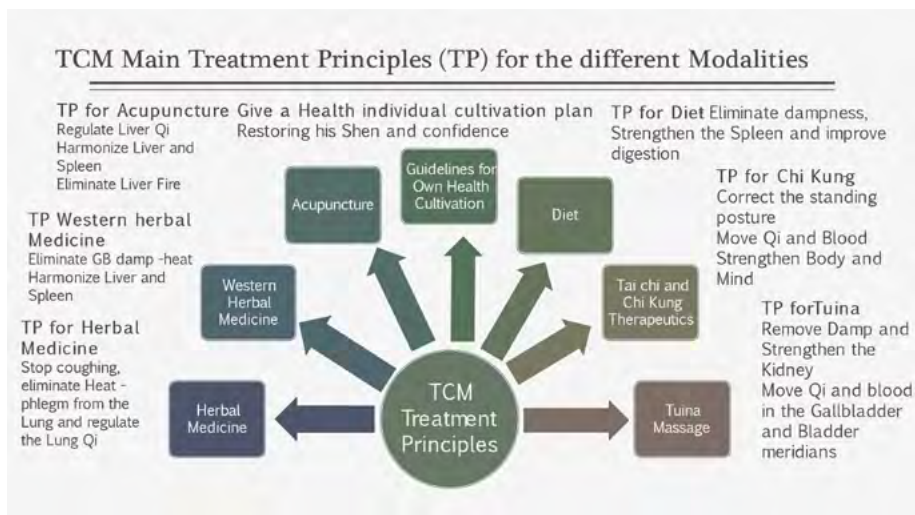 TCM Main Treatment Principles (TP) for the different Modalities
TP for Acupuncture
Regulate Liver Qi
Harmonize Liver and
Spleen
Eliminate Liver Fire
Give a Health individual cultivation plan
Restoring his Shen and confidence
TP for Diet Eliminate dampness,
Strengthen the Spleen and improve
digestion
TP for Chi Kung
Correct the standing
posture
Move Qi and Blood
Strengthen Body and
Mind
TP Western herbal
Medicine
Eliminate GB damp -heat
Harmonize Liver and
Spleen
TP for Herbal
Medicine
Stop coughing,
eliminate Heat -
phlegm from the
Lung and regulate
the Lung Qi
TP forTuina
Remove Damp and
Strengthen the
Kidney
Move Qi and blood
in the Gallbladder
and Bladder
meridians
Herbal
Medicine
Western
Herbal
Medicine
Acupuncture
Guidelines for
Own Health
Cultivation
Diet
Tai chi and
Chi Kung
Therapeutics
Tuina
Massage
TCM
Treatment
Principles